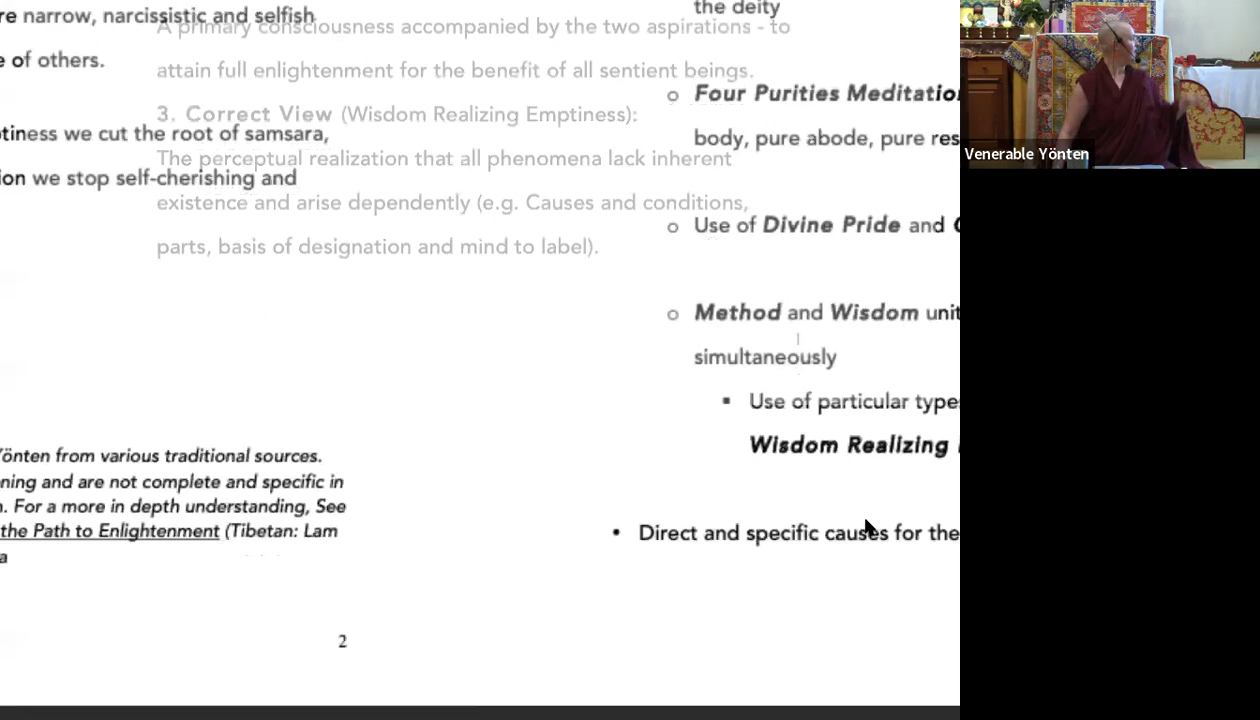 re narrow, narcissistic and selfish
e of others.
tiness we cut the root of samsara,
ion we stop self-cherishing and
A primary consciousness accompanied by the two aspirations - to
attain full enlightenment for the benefit of all sentient beings.
3. Correct View (Wisdom Realizing Emptiness):
The perceptual realization that all phenomena lack inherent
existence and arise dependently (e.g. Causes and conditions,
parts, basis of designation and mind to label).
Yönten from various traditional sources.
ning and are not complete and specific in
. For a more in depth understanding, See
the Path to Enlightenment (Tibetan: Lam
a
2
the deity
o Four Purities Meditation
body, pure abode, pure res
o Use of Divine Pride and
o Method and Wisdom unit
simultaneously
▪ Use of particular type
Wisdom Realizing
• Direct and specific causes for the
Venerable Yönten